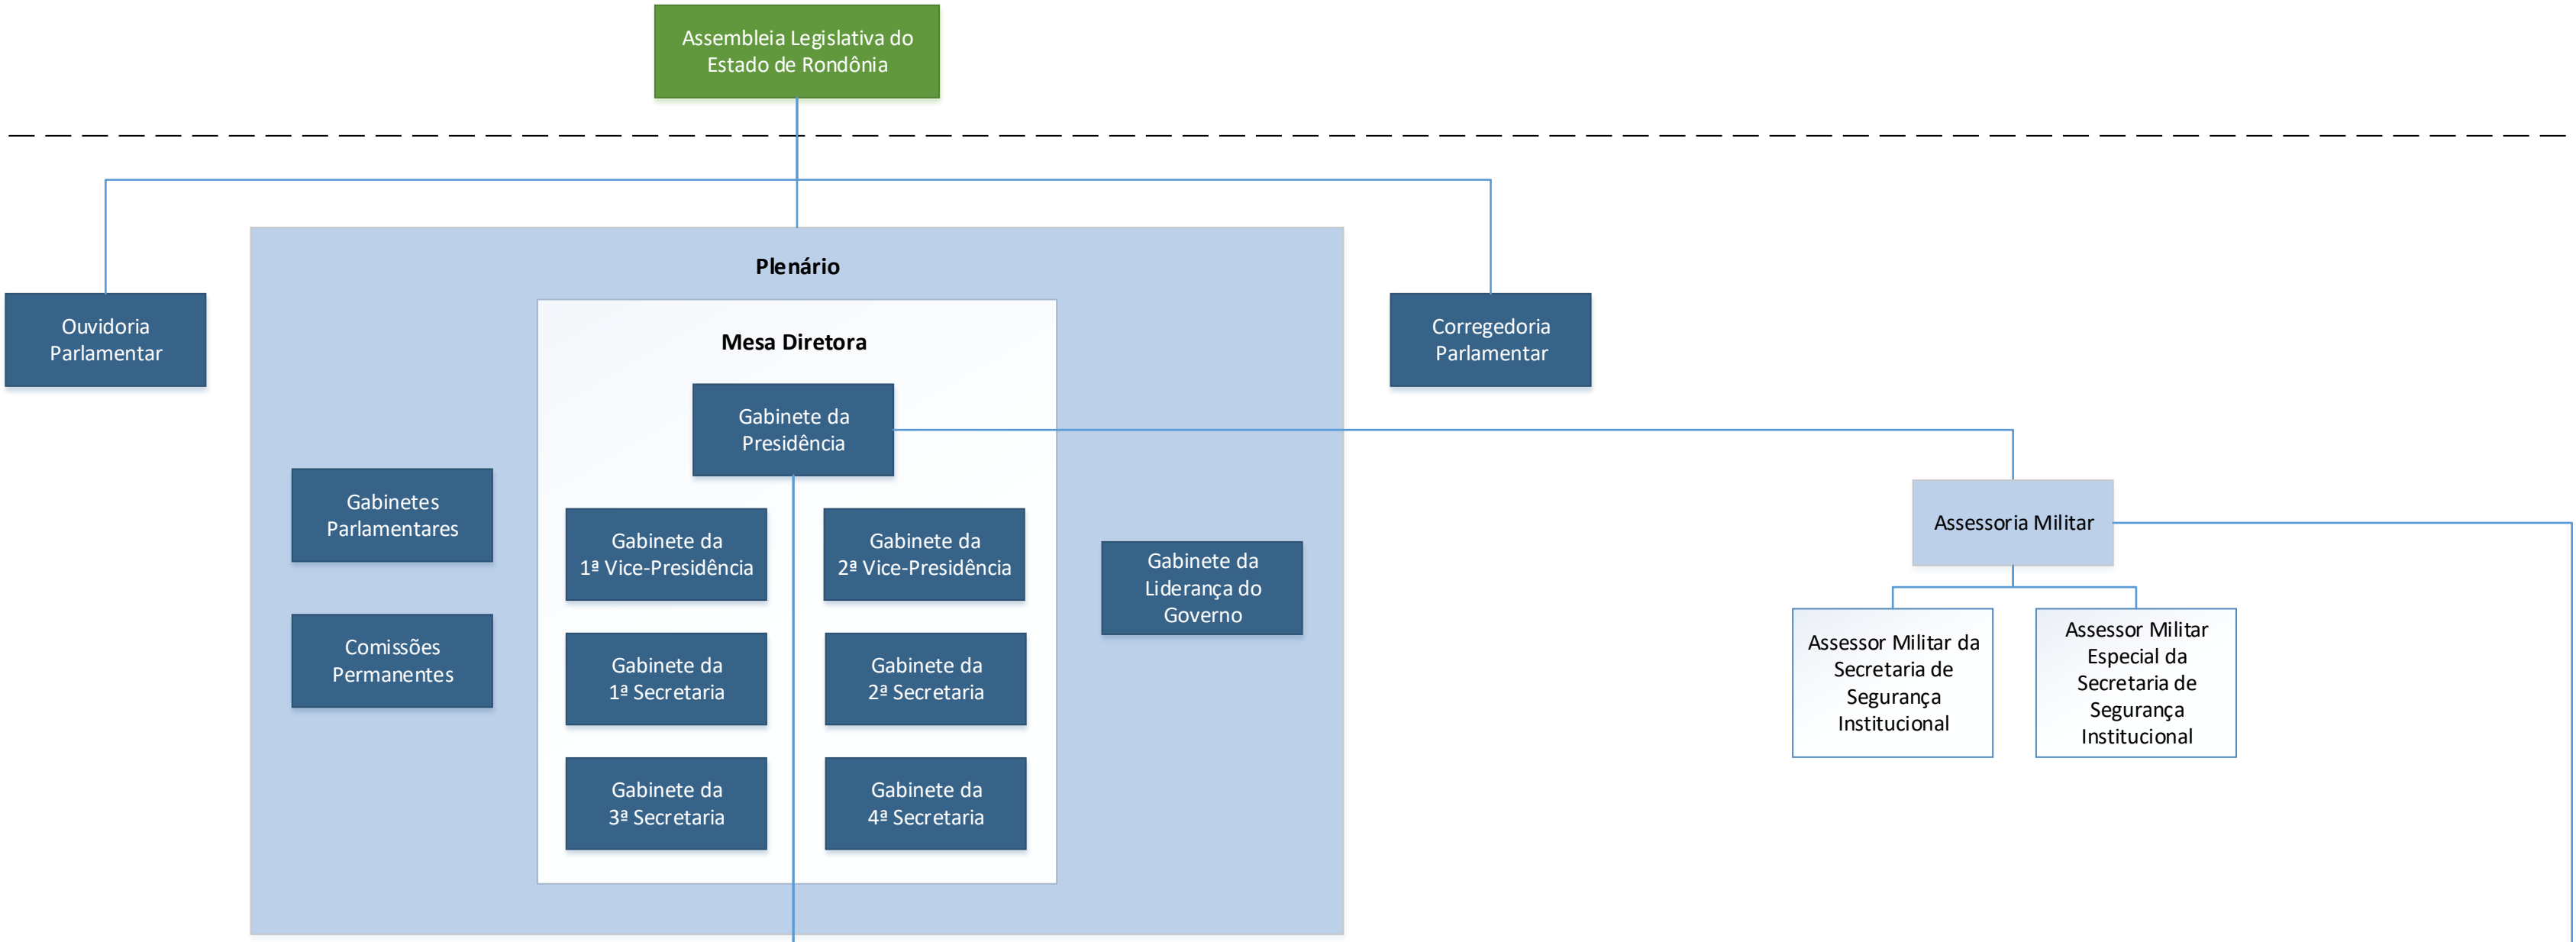 Assembleia Legislativa do
Estado de Rondônia
Ouvidoria
Parlamentar
Plenário
Mesa Diretora
Gabinete da
Presidência
Gabinetes
Parlamentares
Comissões
Permanentes
Gabinete da
1ª Vice-Presidência
Gabinete da
2ª Vice-Presidência
Gabinete da
1ª Secretaria
Gabinete da
2ª Secretaria
Gabinete da
3ª Secretaria
Gabinete da
4ª Secretaria
Gabinete da
Liderança do
Governo
Corregedoria
Parlamentar
Assessoria Militar
Assessor Militar da
Secretaria de
Segurança
Institucional
Assessor Militar
Especial da
Secretaria de
Segurança
Institucional